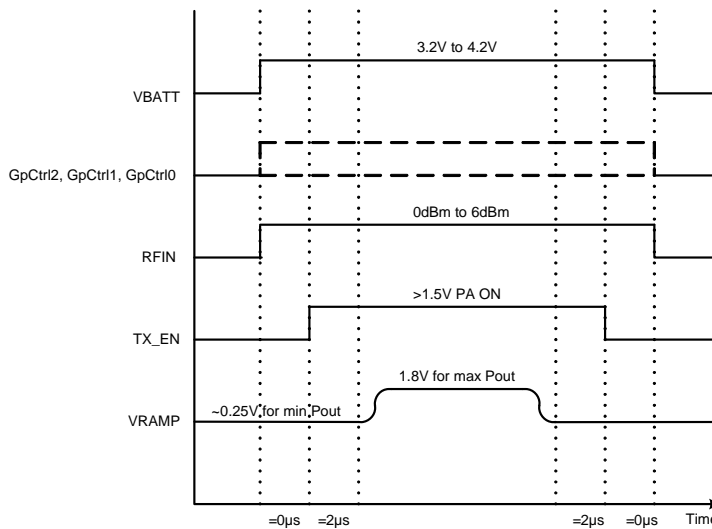 3.2V to 4.2V
VBATT
GpCtrl2, GpCtrl1, GpCtrl0
0dBm to 6dBm
RFIN
>1.5V PA ON
TX_EN
1.8V for max Pout
~0.25V for min Pout
VRAMP
=0µs =2µs =2µs =0µs Time